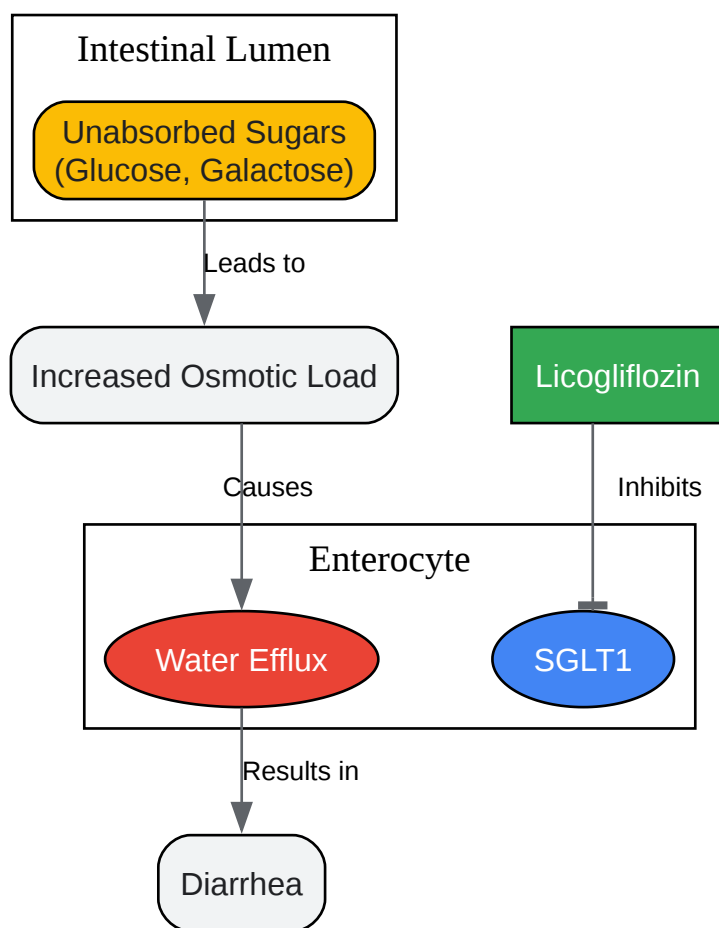 Intestinal Lumen
Unabsorbed Sugars
(Glucose, Galactose)
Leads to
Increased Osmotic Load
Licogliflozin
Causes
Inhibits
Enterocyte
Water Efflux
SGLT1
Results in
Diarrhea